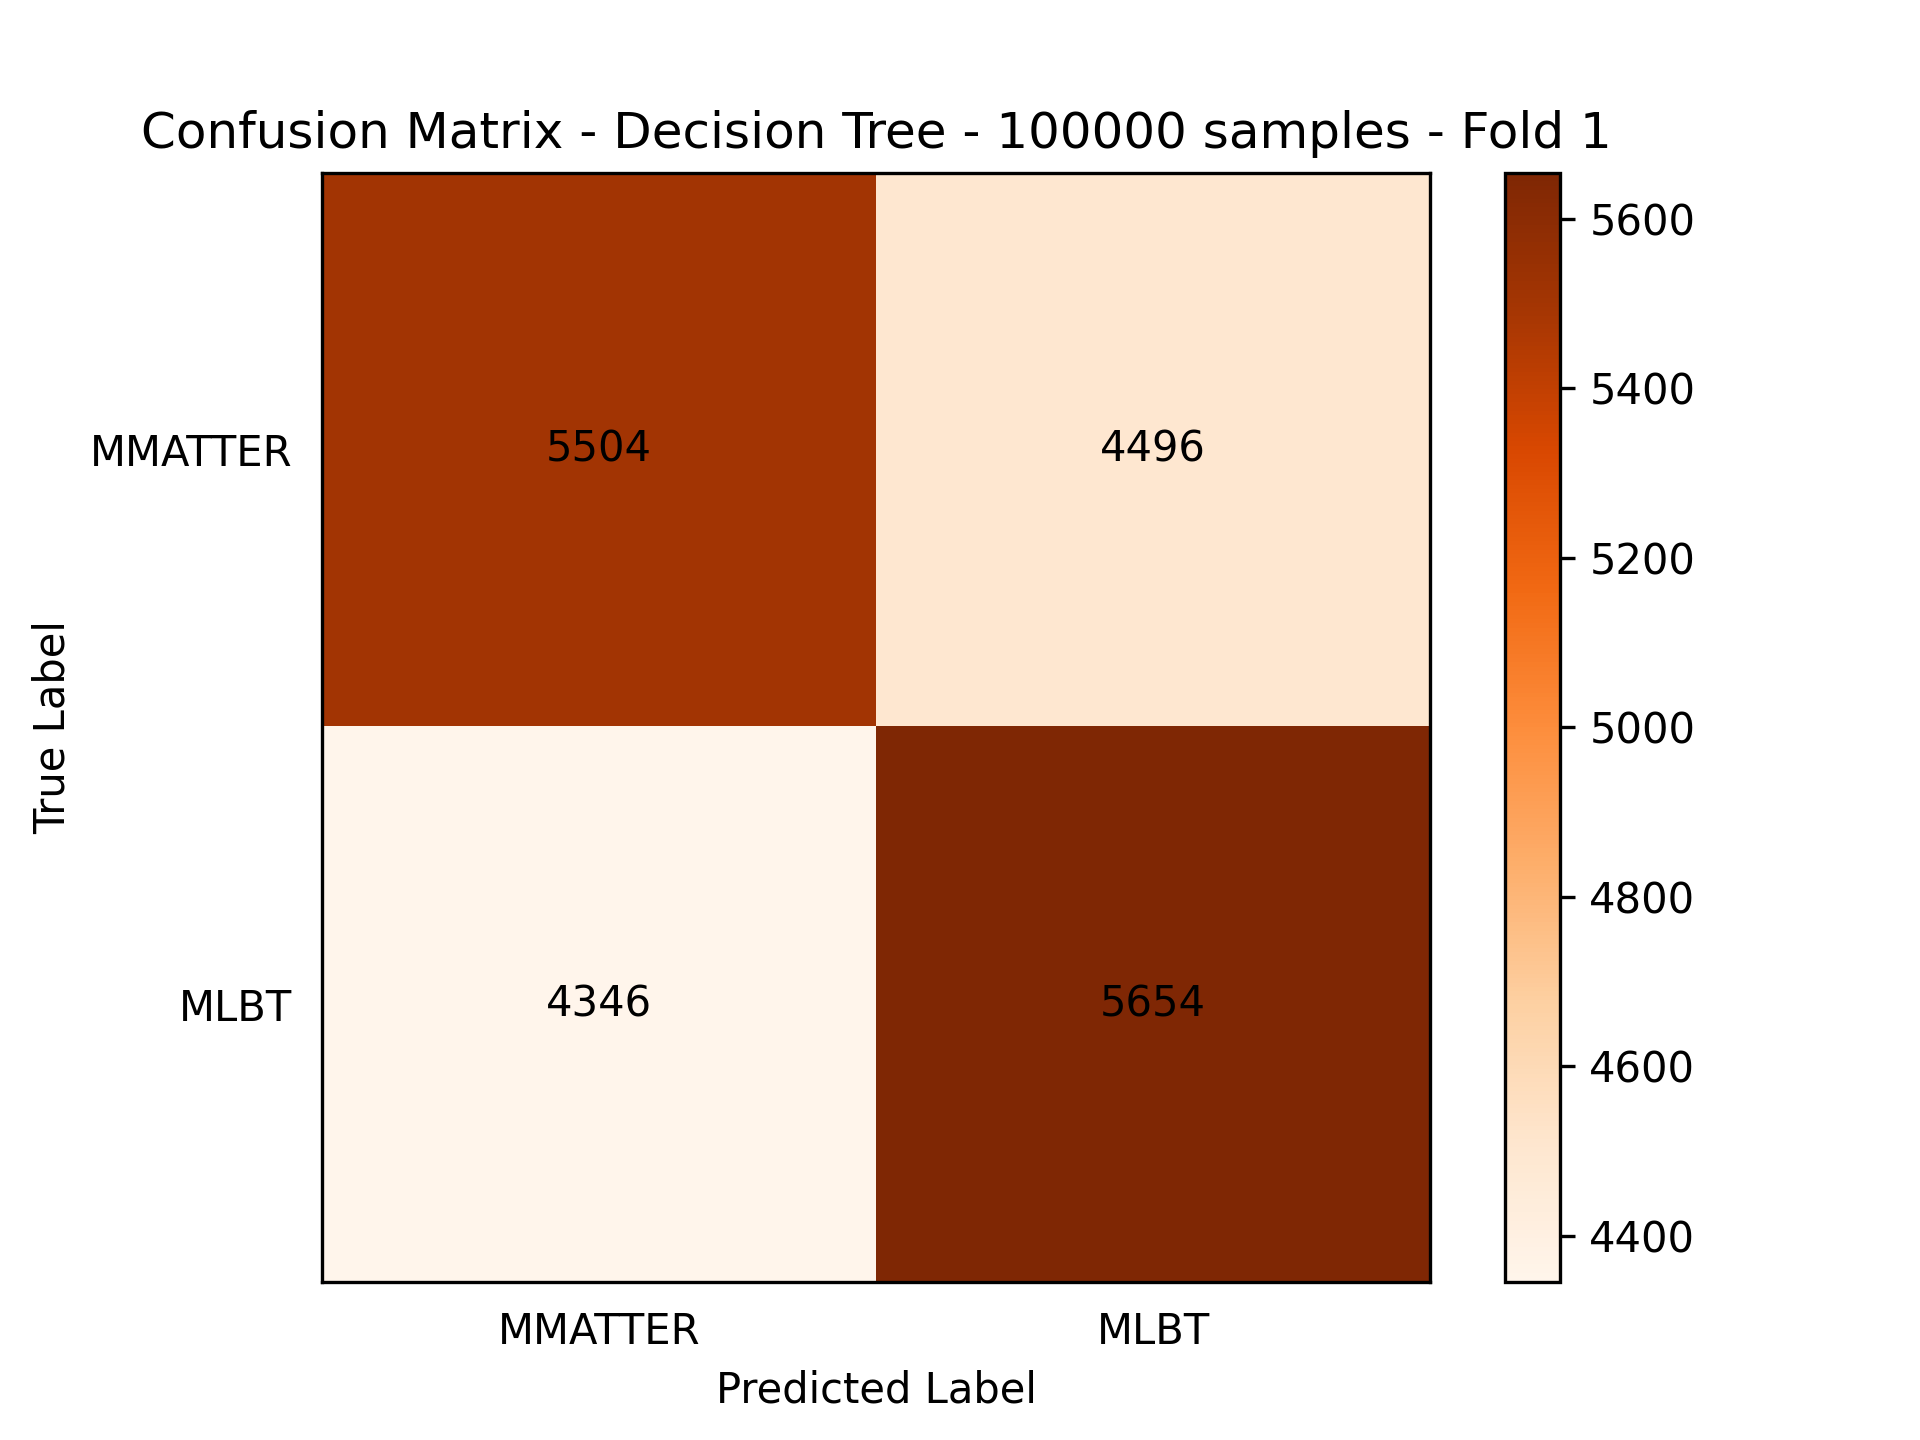 Confusion Matrix - Decision Tree - 100000 samples - Fold 1
5600
5400
5200
5000
4800
4600
4400
True Label
MMATTER
5504
4496
MLBT
4346
5654
MMATTER
MLBT
Predicted Label